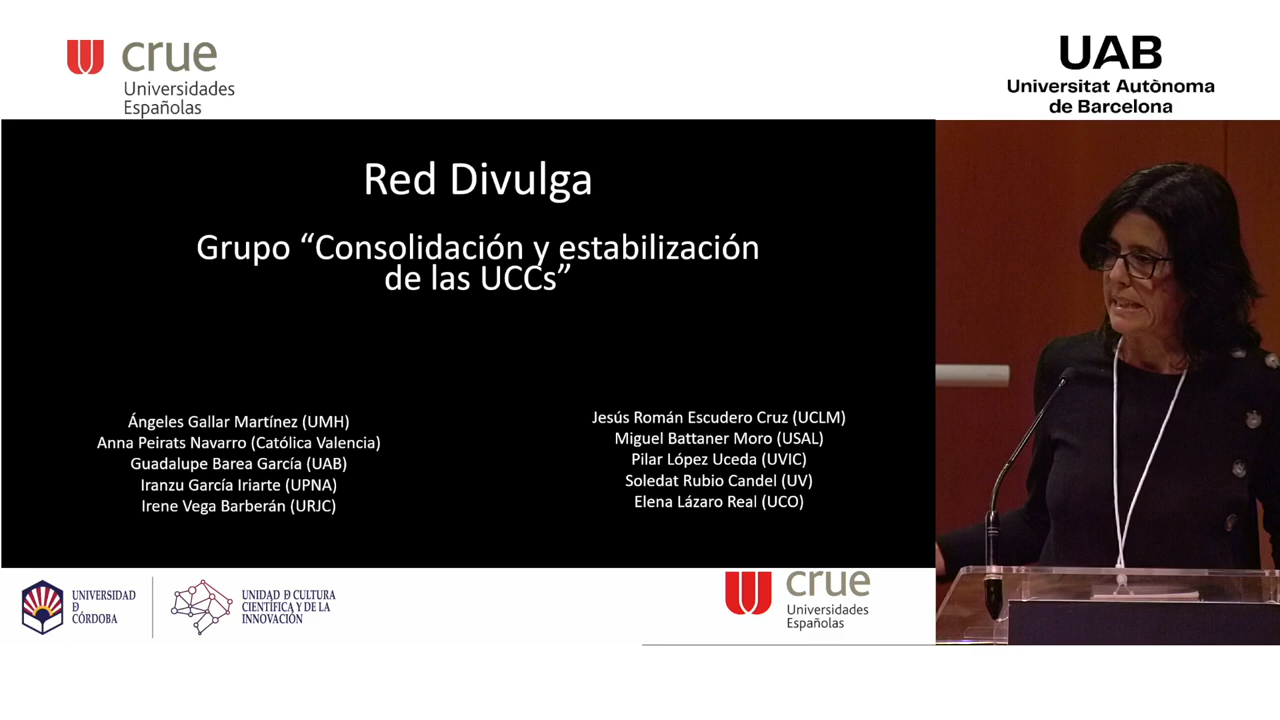 crue
Universidades
Españolas
UAB
Universitat Autònoma
de Barcelona
Red Divulga
Grupo “Consolidación y estabilización
de las UCCs”
Ángeles Gallar Martínez (UMH)
Anna Peirats Navarro (Católica Valencia)
Guadalupe Barea García (UAB)
Iranzu García Iriarte (UPNA)
Irene Vega Barberán (URJC)
Jesús Román Escudero Cruz (UCLM)
Miguel Battaner Moro (USAL)
Pilar López Uceda (UVIC)
Soledat Rubio Candel (UV)
Elena Lázaro Real (UCO)
UNIVERSIDAD
Ð
CÓRDOBA
UNIDAD Ð CULTURA
CIENTÍFICA Y DE LA
INNOVACIÓN
crue
Universidades
Españolas